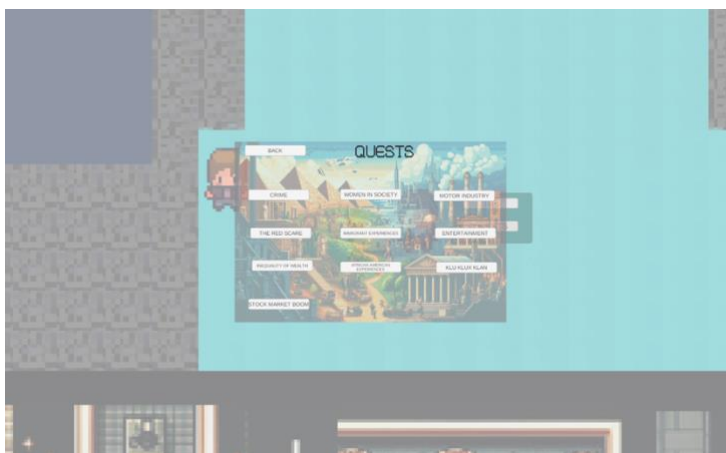 BACK
QUESTS
CRIME
WOMEN IN SOCIETY
MOTOR INDUSTRY
THE RED SCARE
IMMIGRANT EXPERIENCES
ENTERTAINMENT
INEQUALITY OF WEALTH
AFRICAN AMERICAN
EXPERIENCES
KLU KLUX KLAN
STOCK MARKET BOOM